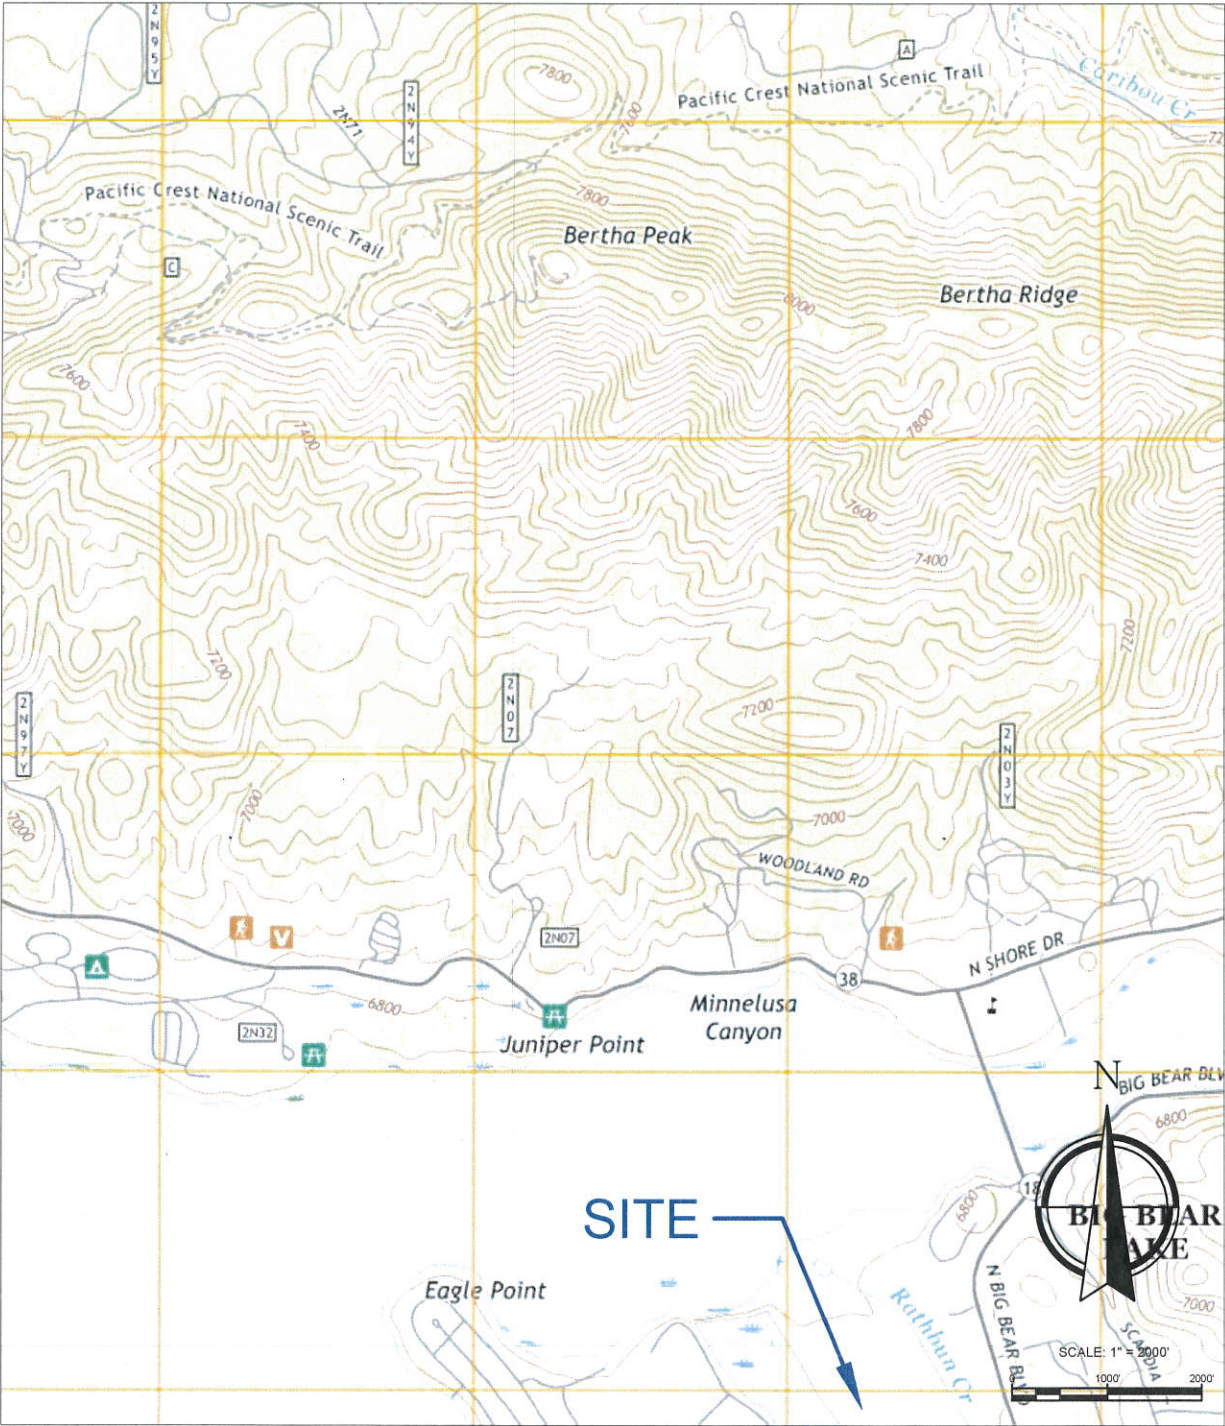 2N95Y
7800
A
Caribou Cr
Pacific Crest National Scenic Trail
2N94Y
2N71
7600
Pacific Crest National Scenic Trail
7800
Bertha Peak
C
Bertha Ridge
8000
7600
7400
7800
7600
7400
7200
7200
2N97Y
2N07
7200
2N03Y
7000
7000
7000
WOODLAND RD
2N07
N SHORE DR
38
6800
Minnelusa
Canyon
2N32
Juniper Point
N
BIG BEAR BLV
6800
18
6800
SITE
BIG BEAR
LAKE
Eagle Point
Rathbun Cr
N BIG BEAR BLVD
7000
SCANDIA
SCALE: 1" = 2000'
0 1000' 2000'